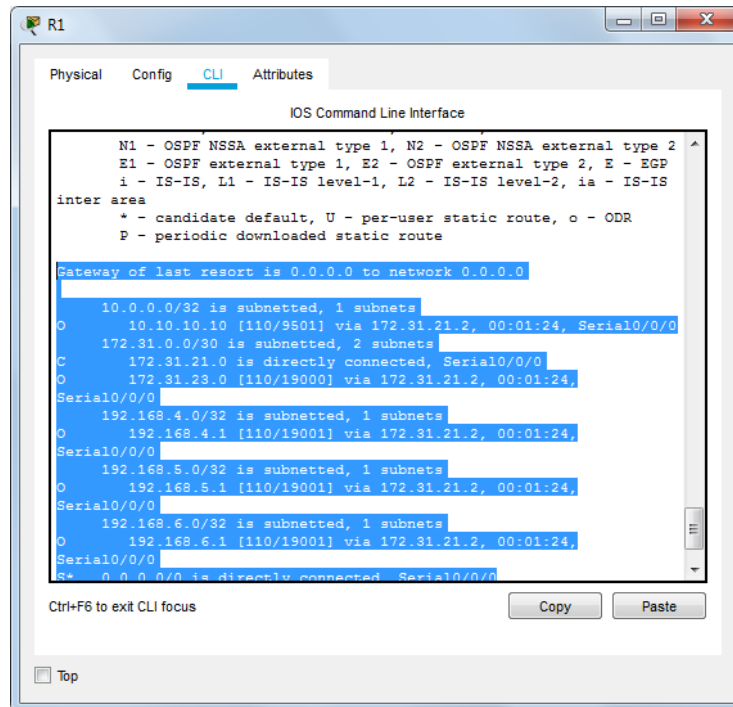 R1
Physical Config CLI Attributes
IOS Command Line Interface
N1 - OSPF NSSA external type 1, N2 - OSPF NSSA external type 2
E1 - OSPF external type 1, E2 - OSPF external type 2, E - EGP
i - IS-IS, L1 - IS-IS level-1, L2 - IS-IS level-2, ia - IS-IS
inter area
* - candidate default, U - per-user static route, o - ODR
P - periodic downloaded static route
Gateway of last resort is 0.0.0.0 to network 0.0.0.0
10.0.0.0/32 is subnetted, 1 subnets
O 10.10.10.10 [110/9501] via 172.31.21.2, 00:01:24, Serial0/0/0
172.31.0.0/30 is subnetted, 2 subnets
C 172.31.21.0 is directly connected, Serial0/0/0
O 172.31.23.0 [110/19000] via 172.31.21.2, 00:01:24,
Serial0/0/0
192.168.4.0/32 is subnetted, 1 subnets
O 192.168.4.1 [110/19001] via 172.31.21.2, 00:01:24,
Serial0/0/0
192.168.5.0/32 is subnetted, 1 subnets
O 192.168.5.1 [110/19001] via 172.31.21.2, 00:01:24,
Serial0/0/0
192.168.6.0/32 is subnetted, 1 subnets
O 192.168.6.1 [110/19001] via 172.31.21.2, 00:01:24,
Serial0/0/0
S* 0.0.0.0/0 is directly connected, Serial0/0/0
Ctrl+F6 to exit CLI focus Copy Paste
Top